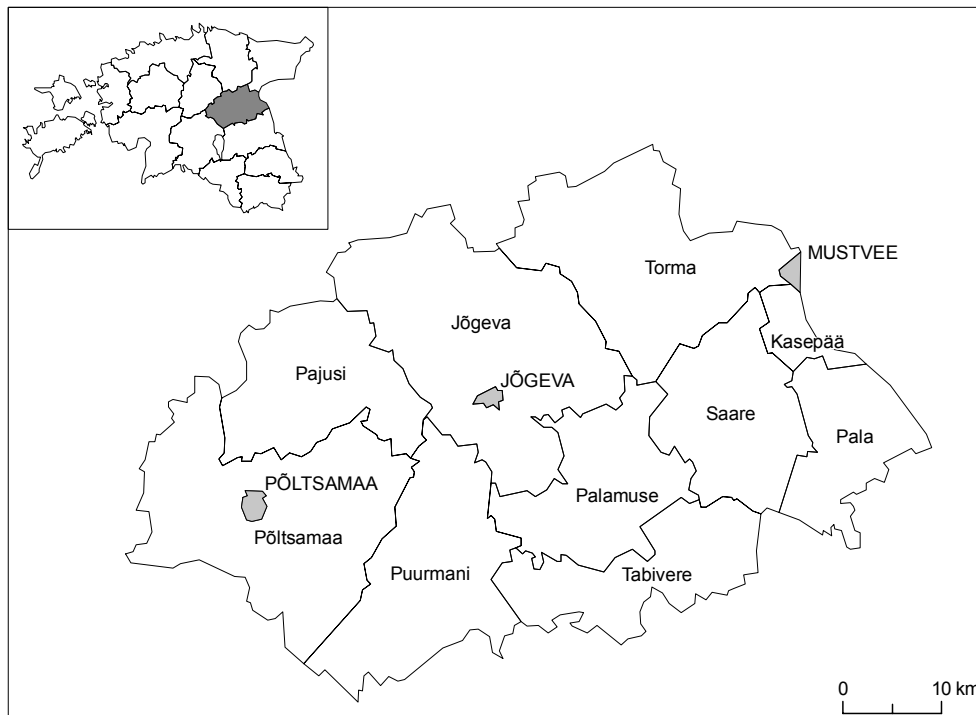 MUSTVEE
Torma
Jõgeva
Kasepää
Pajusi
JÕGEVA
Saare
Pala
PÕLTSAMAA
Palamuse
Põltsamaa
Puurmani
Tabivere
0 10 km